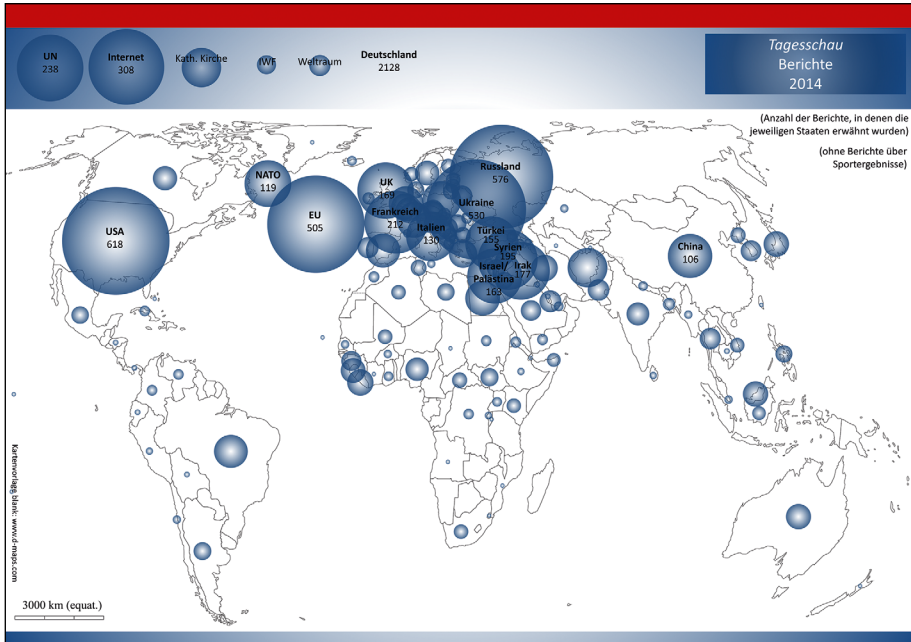 UN
238
Internet
308
Kath. Kirche
IWF
Weltraum
Deutschland
2128
Tagesschau
Berichte
2014
(Anzahl der Berichte, in denen die
jeweiligen Staaten erwähnt wurden)
(ohne Berichte über
Sportergebnisse)
NATO
119
UK
169
Russland
576
USA
618
EU
505
Frankreich
212
Italien
130
Ukraine
530
Türkei
155
Syrien
195
Israel/
Palästina
163
Irak
177
China
106
Kartenvorlage blank: www.d-maps.com
3000 km (equat.)